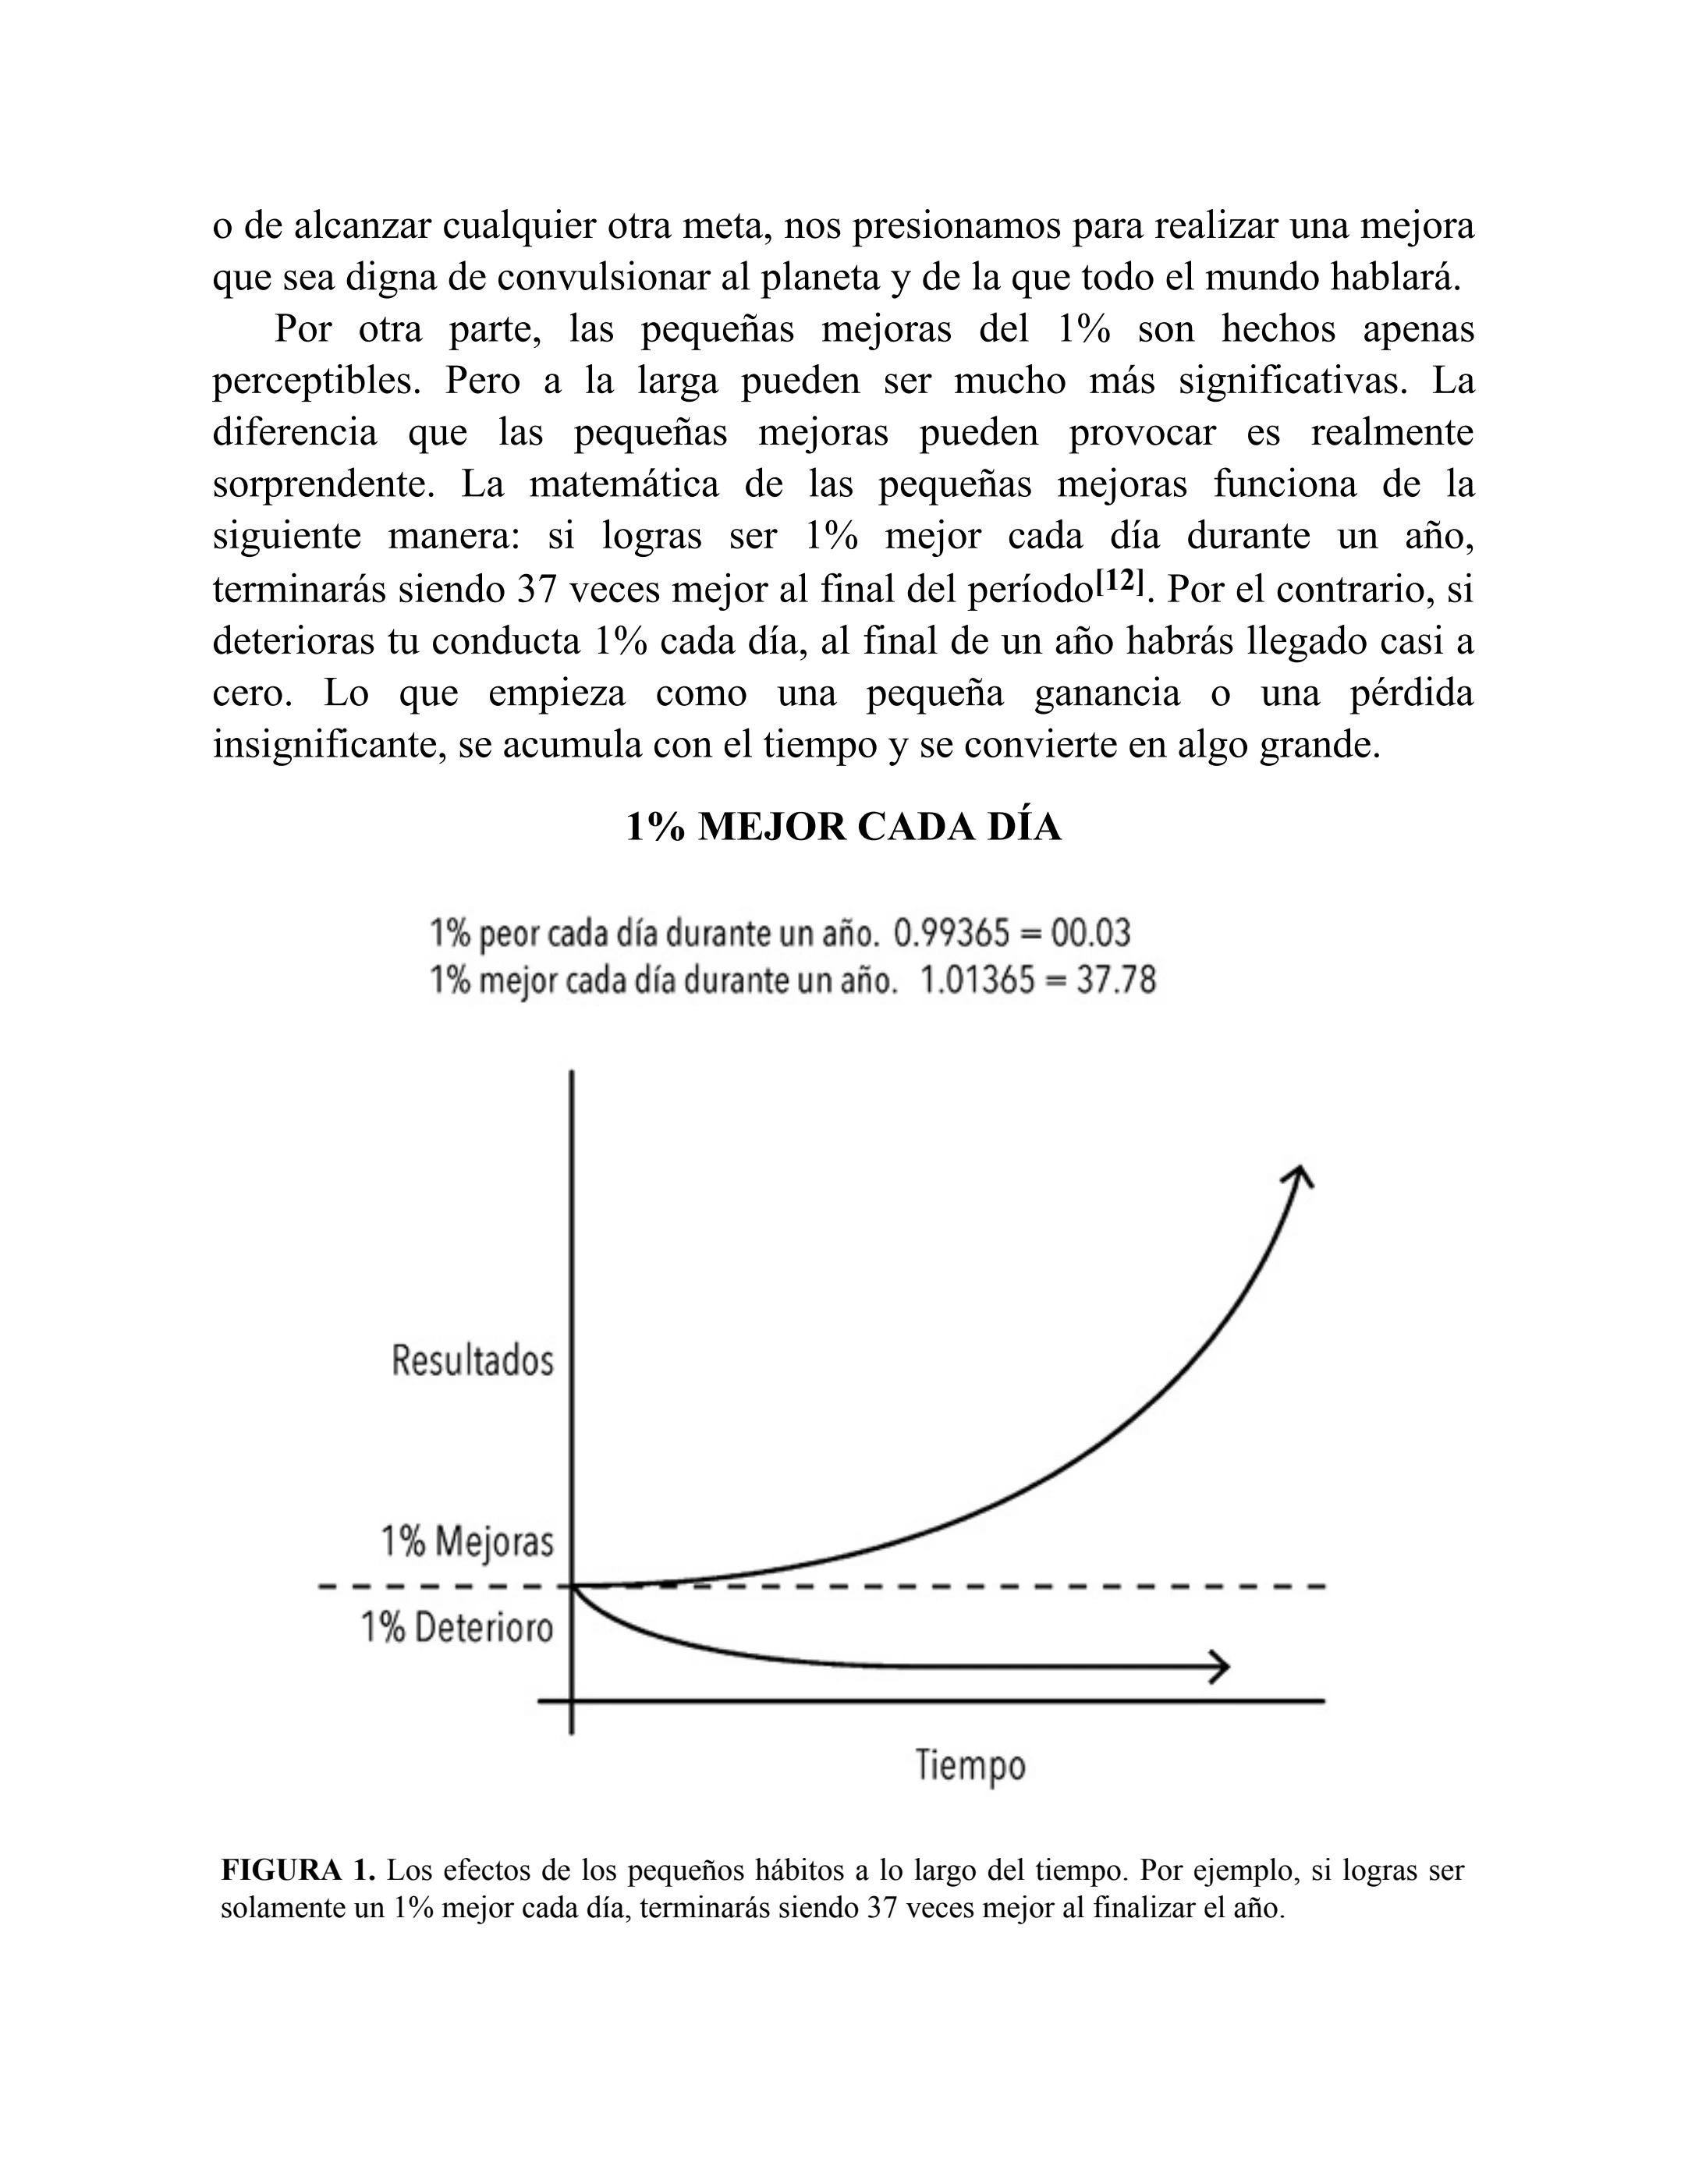 o de alcanzar cualquier otra meta, nos presionamos para realizar una mejora
que sea digna de convulsionar al planeta y de la que todo el mundo hablará.
Por otra parte, las pequeñas mejoras del 1% son hechos apenas
perceptibles. Pero a la larga pueden ser mucho más significativas. La
diferencia que las pequeñas mejoras pueden provocar es realmente
sorprendente. La matemática de las pequeñas mejoras funciona de la
siguiente manera: si logras ser 1% mejor cada día durante un año,
terminarás siendo 37 veces mejor al final del período[12]. Por el contrario, si
deterioras tu conducta 1% cada día, al final de un año habrás llegado casi a
cero. Lo que empieza como una pequeña ganancia o una pérdida
insignificante, se acumula con el tiempo y se convierte en algo grande.
1% MEJOR CADA DÍA
1% peor cada día durante un año. 0.99365 = 00.03
1% mejor cada día durante un año. 1.01365 = 37.78
Resultados
1% Mejoras
1% Deterioro
Tiempo
FIGURA 1. Los efectos de los pequeños hábitos a lo largo del tiempo. Por ejemplo, si logras ser
solamente un 1% mejor cada día, terminarás siendo 37 veces mejor al finalizar el año.